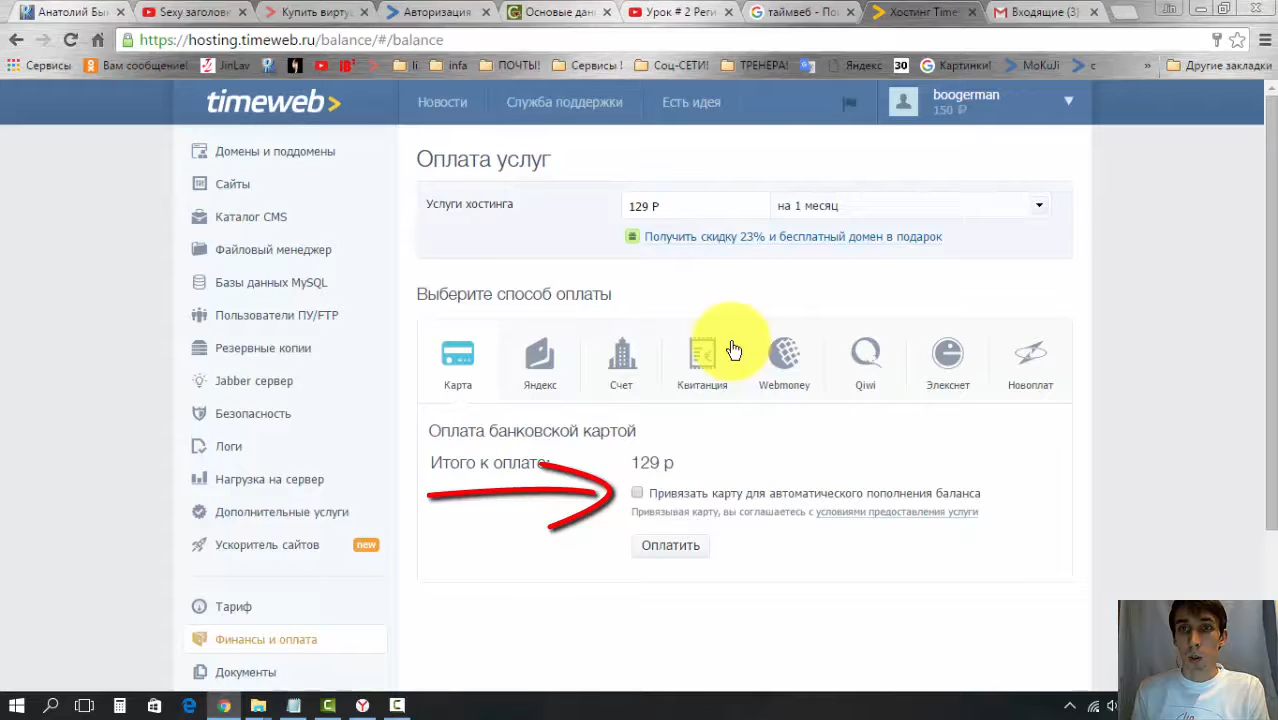 Анатолий Бы
Sexy заголов
Купить вирту
Авторизация
Основые дан
Урок # 2 Реги
таймвеб - По
Хостинг Time
Входящие (3)
Jin
https://hosting.timeweb.ru/balance/#/balance
Сервисы
Вам сообщение!
JinLav
li
infa
ПОЧТЫ!
Сервисы !
Соц-СЕТИ!
ТРЕНЕРА!
Яндекс
30
Картинки!
MoKuJi
с
»
Другие закладки
timeweb>
Новости
Служба поддержки
Есть идея
boogerman
150 ₽
Домены и поддомены
Сайты
Каталог CMS
Файловый менеджер
Базы данных MySQL
Пользователи ПУ/FTP
Резервные копии
Jabber сервер
Безопасность
Логи
Нагрузка на сервер
Дополнительные услуги
Ускоритель сайтов new
Тариф
Финансы и оплата
Документы
Оплата услуг
Услуги хостинга
129 Р
на 1 месяц
Получить скидку 23% и бесплатный домен в подарок
Выберите способ оплаты
Карта
Яндекс
Счет
Квитанция
Webmoney
Qiwi
Элекснет
Новоплат
Оплата банковской картой
Итого к оплате:
129 р
Привязать карту для автоматического пополнения баланса
Привязывая карту, вы соглашаетесь с условиями предоставления услуги
Оплатить